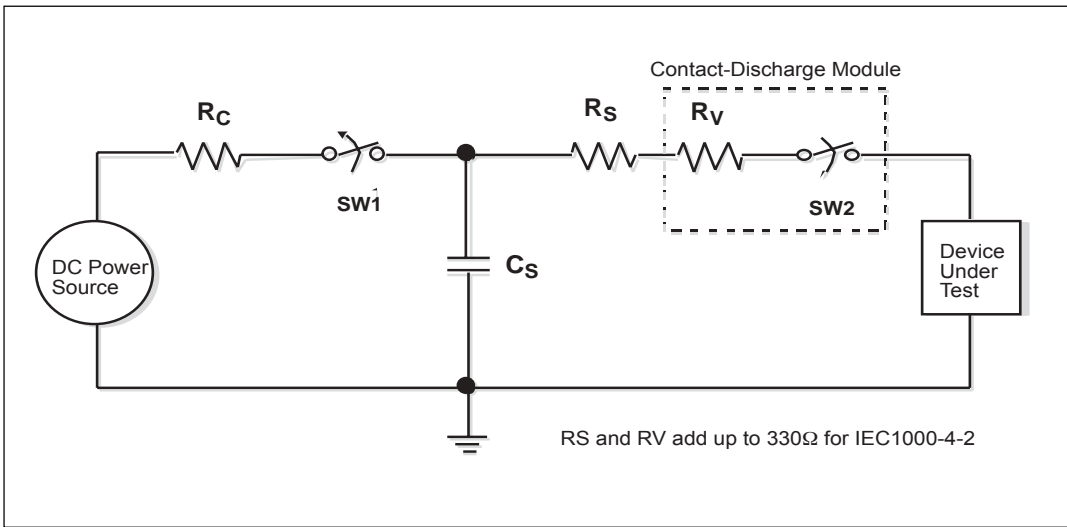 Contact-Discharge Module
RC
RS
RV
SW1
SW2
DC Power
Source
CS
Device
Under
Test
RS and RV add up to 330Ω for IEC1000-4-2